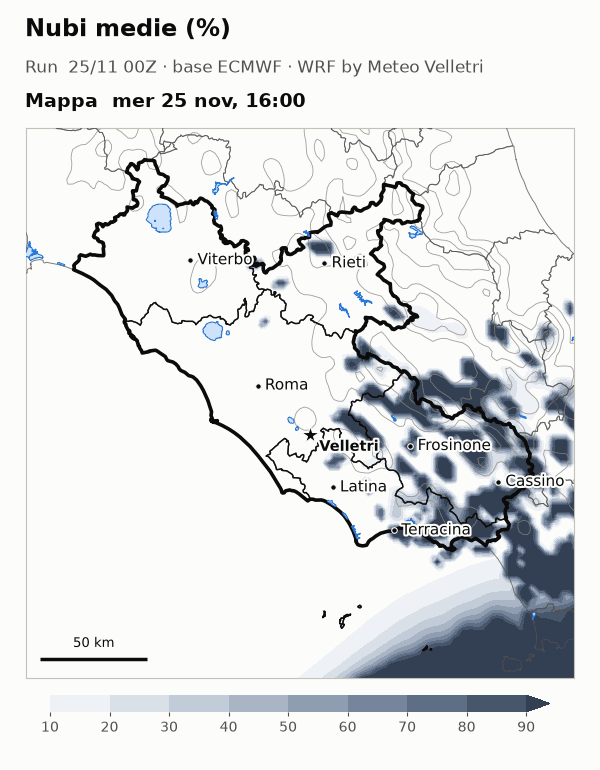 Nubi medie (%)
Run 25/11 00Z · base ECMWF · WRF by Meteo Velletri
Mappa mer 25 nov, 16:00
Viterbo
Rieti
Roma
Velletri
Frosinone
Latina
Cassino
Terracina
50 km
10 20 30 40 50 60 70 80 90